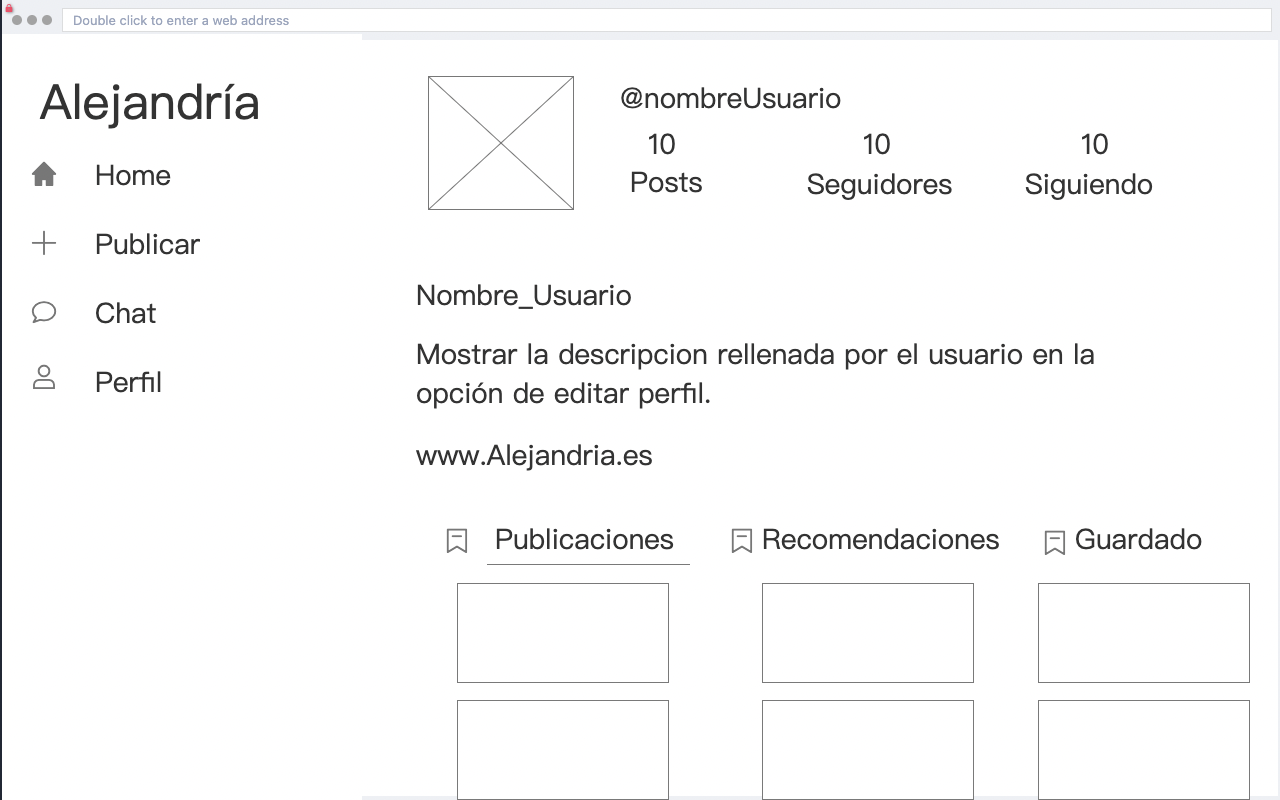 Double click to enter a web address
Alejandría
Home
Publicar
Chat
Perfil
@nombreUsuario
10 10 10
Posts Seguidores Siguiendo
Nombre_Usuario
Mostrar la descripcion rellenada por el usuario en la
opción de editar perfil.
www.Alejandria.es
Publicaciones Recomendaciones Guardado